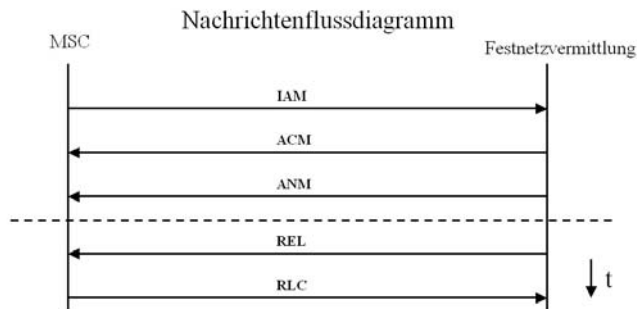 Nachrichtenflussdiagramm
MSC
Festnetzvermittlung
IAM
ACM
ANM
REL
RLC
t